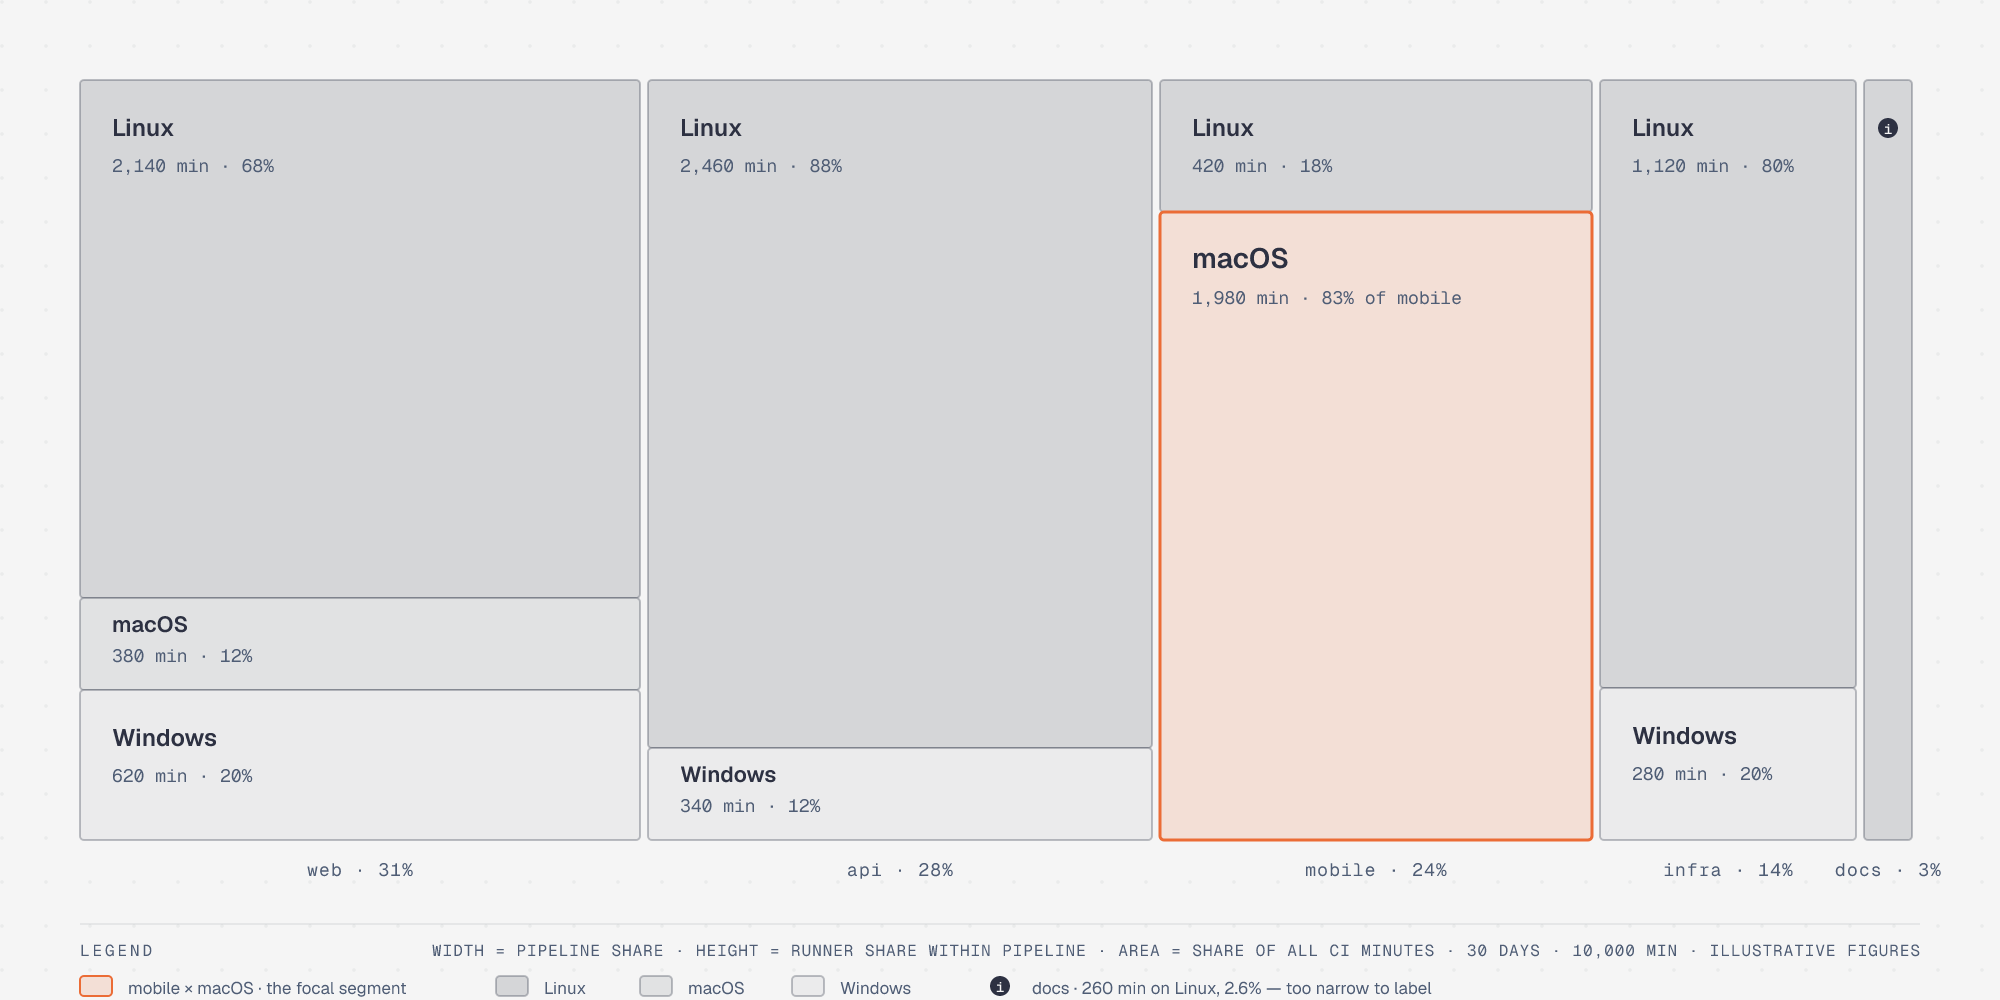 Linux
2,140 min · 68%
macOS
380 min · 12%
Windows
620 min · 20%
Linux
2,460 min · 88%
Windows
340 min · 12%
Linux
420 min · 18%
macOS
1,980 min · 83% of mobile
Linux
1,120 min · 80%
Windows
280 min · 20%
i
web · 31%
api · 28%
mobile · 24%
infra · 14%
docs · 3%
LEGEND
WIDTH = PIPELINE SHARE · HEIGHT = RUNNER SHARE WITHIN PIPELINE · AREA = SHARE OF ALL CI MINUTES · 30 DAYS · 10,000 MIN · ILLUSTRATIVE FIGURES
mobile × macOS · the focal segment
Linux
macOS
Windows
i
docs · 260 min on Linux, 2.6% — too narrow to label